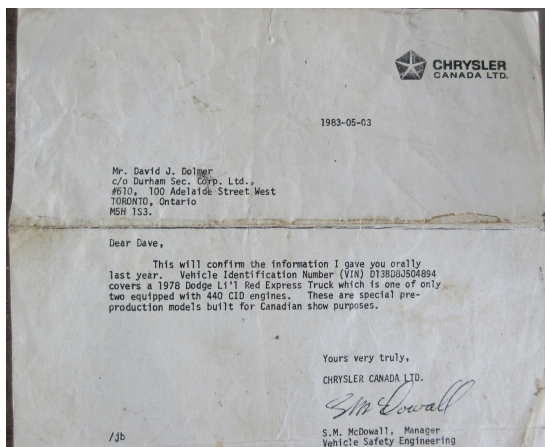 CHRYSLER
CANADA LTD.
1983-05-03
Mr. David J. Dolmer
c/o Durham Sec. Corp. Ltd.,
#610, 100 Adelaide Street West
TORONTO, Ontario
M5H 1S3.
Dear Dave,
This will confirm the information I gave you orally
last year. Vehicle Identification Number (VIN) D13BD8J504894
covers a 1978 Dodge Li'l Red Express Truck which is one of only
two equipped with 440 CID engines. These are special pre-
production models built for Canadian show purposes.
Yours very truly,
CHRYSLER CANADA LTD.
S M McDowall
S.M. McDowall, Manager
/jb
Vehicle Safety Engineering